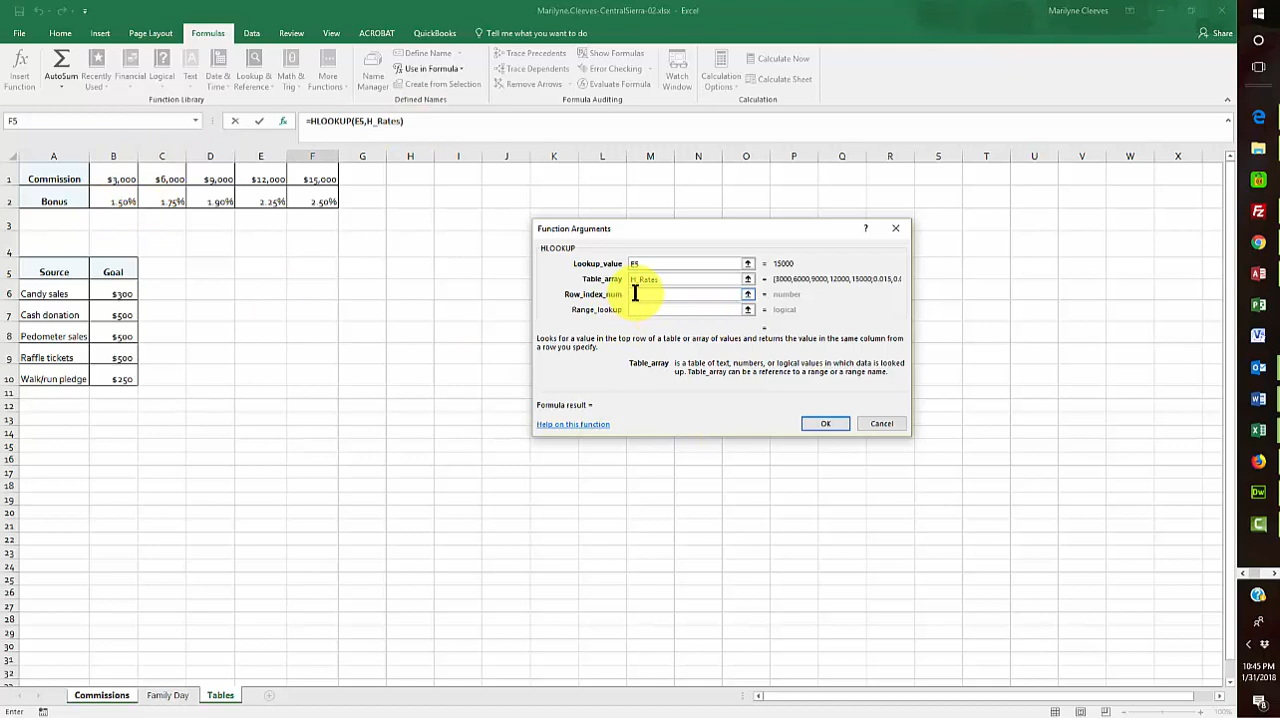 Marilyne.Cleeves-CentralSierra-02.xlsx - Excel
Marilyne Cleeves
File Home Insert Page Layout Formulas Data Review View ACROBAT QuickBooks Tell me what you want to do Share
Insert Function
AutoSum
Recently Used
Financial
Logical
Text
Date & Time
Lookup & Reference
Math & Trig
More Functions
Function Library
Name Manager
Define Name
Use in Formula
Create from Selection
Defined Names
Trace Precedents
Trace Dependents
Remove Arrows
Show Formulas
Error Checking
Evaluate Formula
Formula Auditing
Watch Window
Calculation Options
Calculate Now
Calculate Sheet
Calculation
F5 fx =HLOOKUP(E5,H_Rates)
A B C D E F G H I J K L M N O P Q R S T U V W X
1 Commission $3,000 $6,000 $9,000 $12,000 $15,000
2 Bonus 1.50% 1.75% 1.90% 2.25% 2.50%
3
4
5 Source Goal
6 Candy sales $300
7 Cash donation $500
8 Pedometer sales $500
9 Raffle tickets $500
10 Walk/run pledge $250
11
12
13
14
15
16
17
18
19
20
21
22
23
24
25
26
27
28
29
30
31
32
Function Arguments ?
HLOOKUP
Lookup_value E5 = 15000
Table_array H_Rates = {3000,6000,9000,12000,15000;0.015,0.0
Row_index_num = number
Range_lookup = logical
=
Looks for a value in the top row of a table or array of values and returns the value in the same column from
a row you specify.
Table_array is a table of text, numbers, or logical values in which data is looked
up. Table_array can be a reference to a range or a range name.
Formula result =
Help on this function
OK Cancel
Commissions Family Day Tables
Enter
100%
10:45 PM
1/31/2018